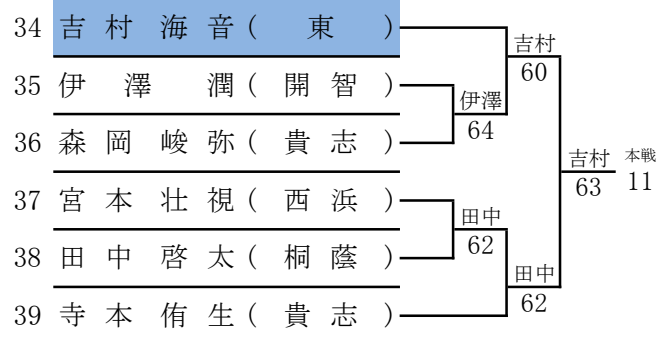 34 吉村 海音( 東 )
吉村
60
35 伊澤 潤( 開智 )
伊澤
64
36 森岡 峻弥( 貴志 )
吉村 本戦
63 11
37 宮本 壮視( 西浜 )
田中
62
38 田中 啓太( 桐蔭 )
田中
62
39 寺本 侑生( 貴志 )